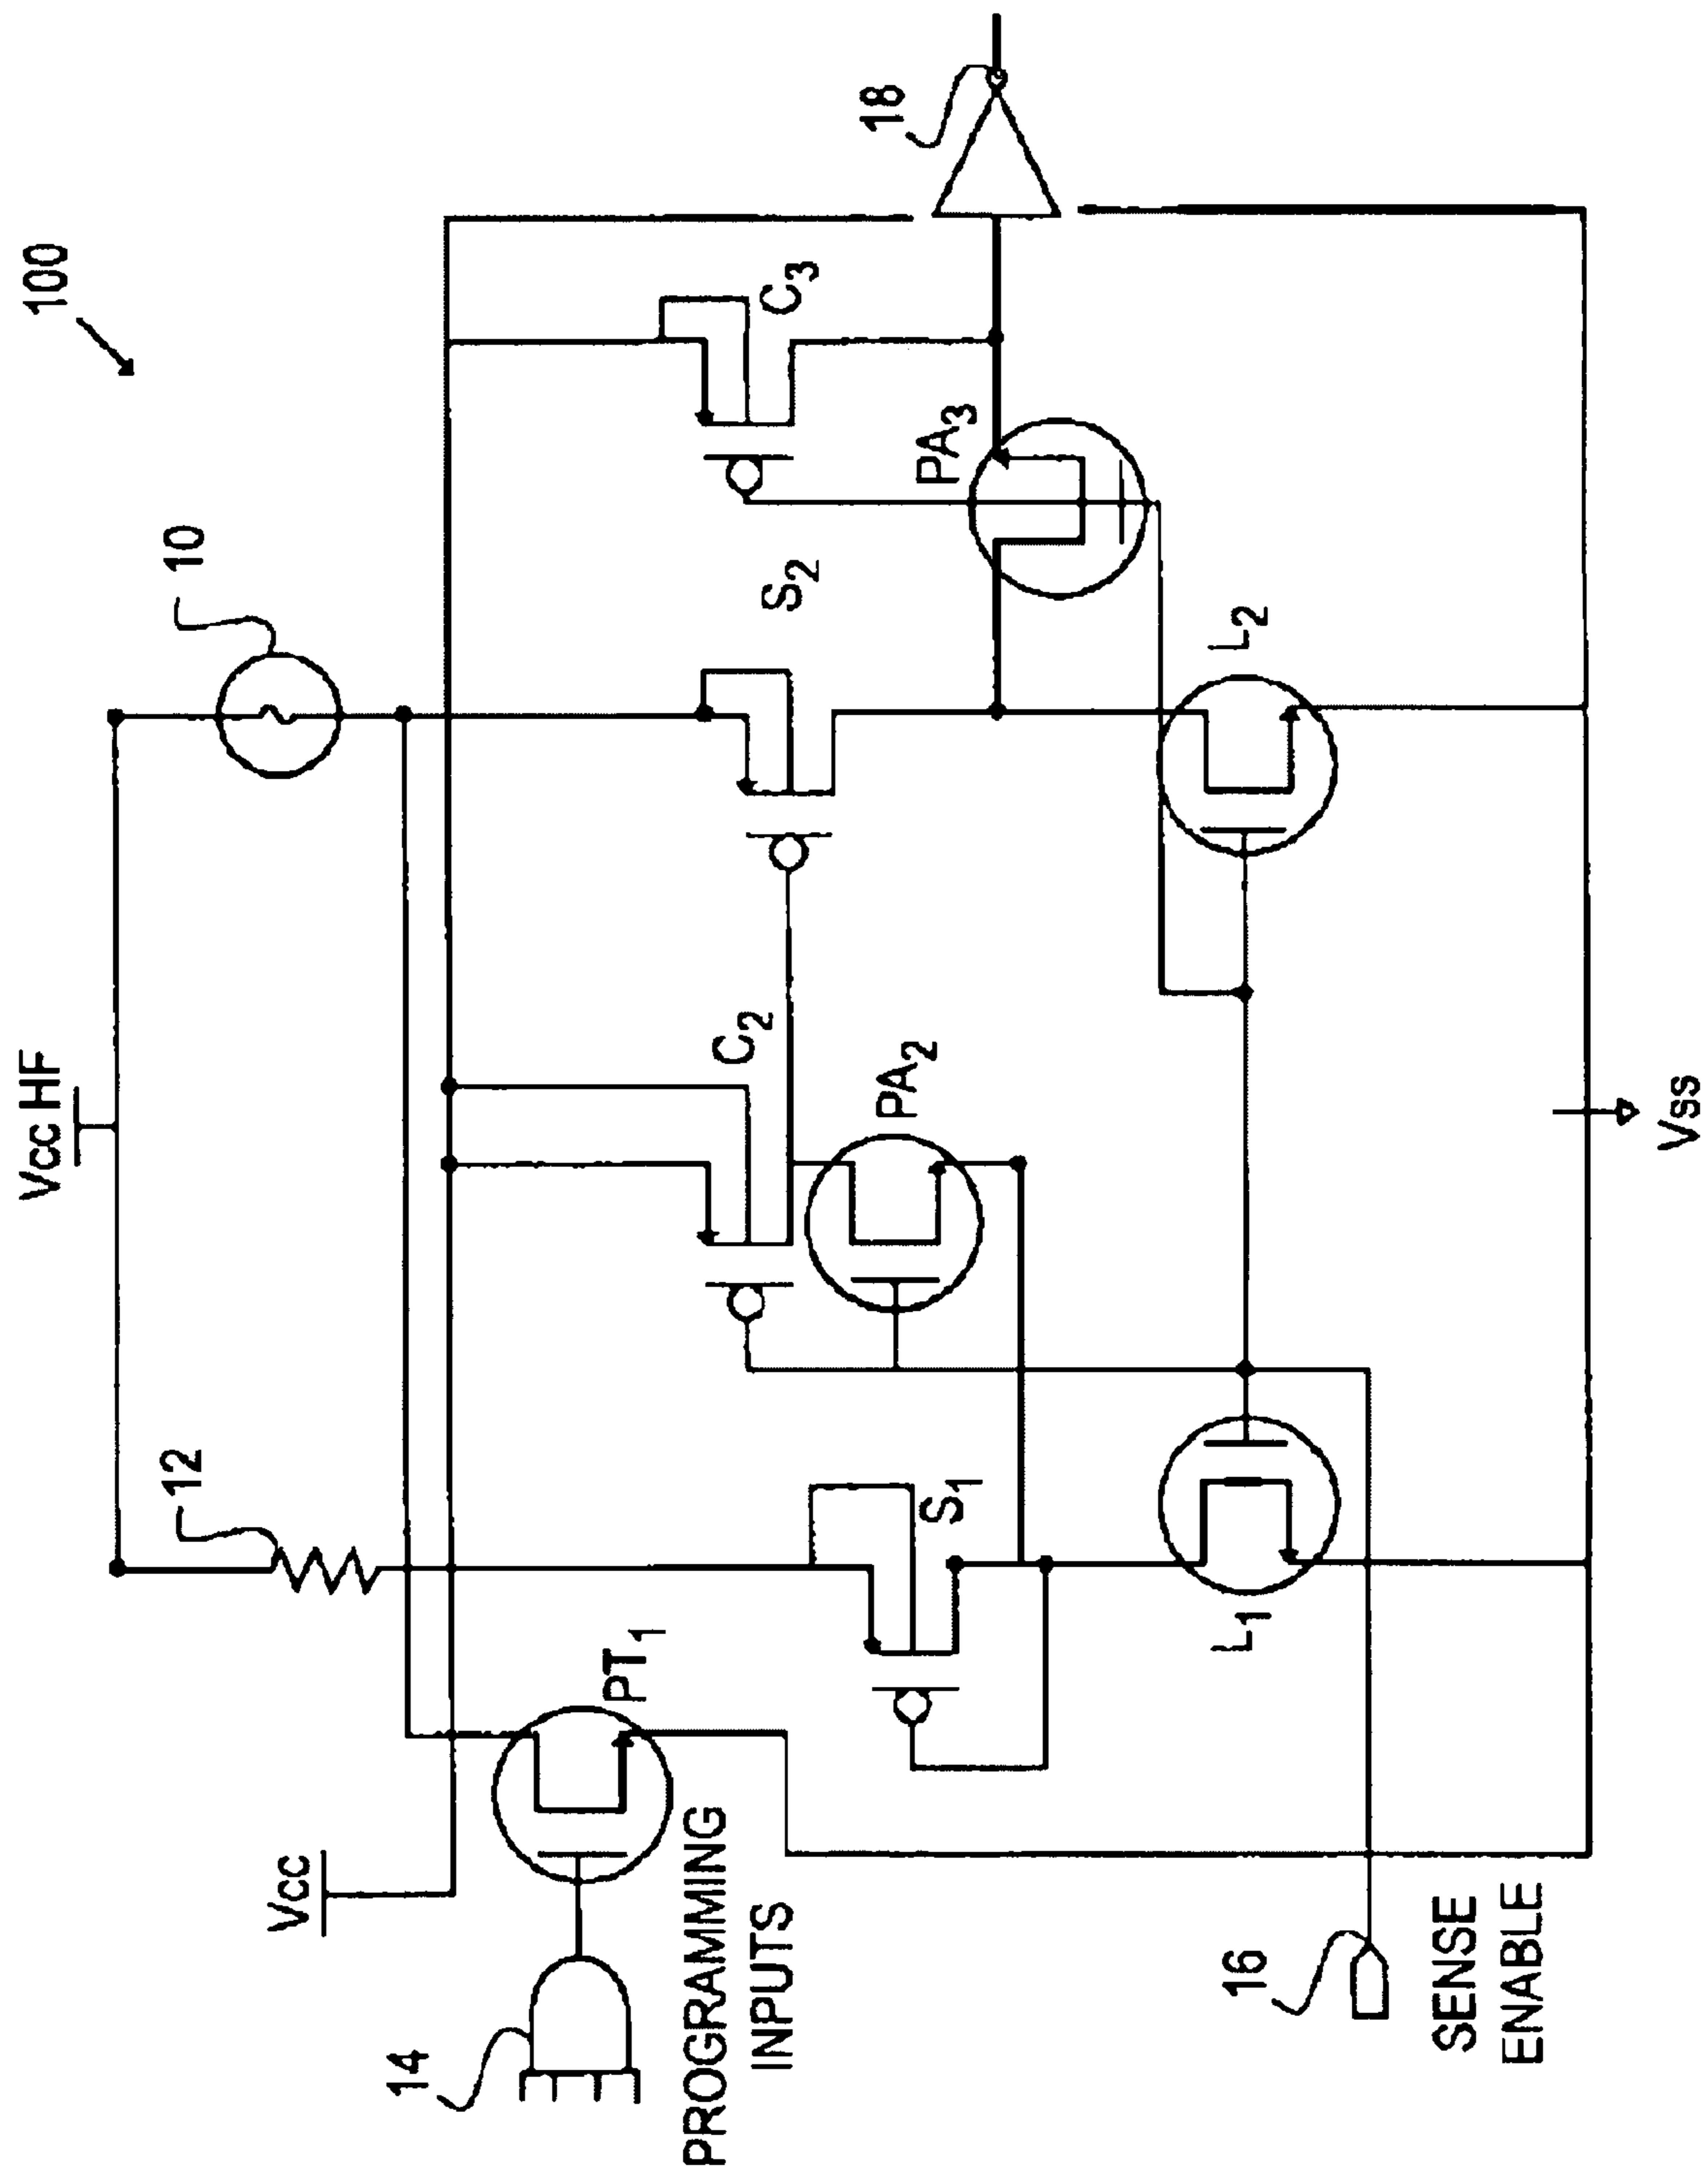 100
Vcc HF
10
12
Vcc
18
C3
S2
PA3
C2
PA2
L2
S1
PT1
L1
14
PROGRAMMING
INPUTS
16
SENSE
ENABLE
Vss